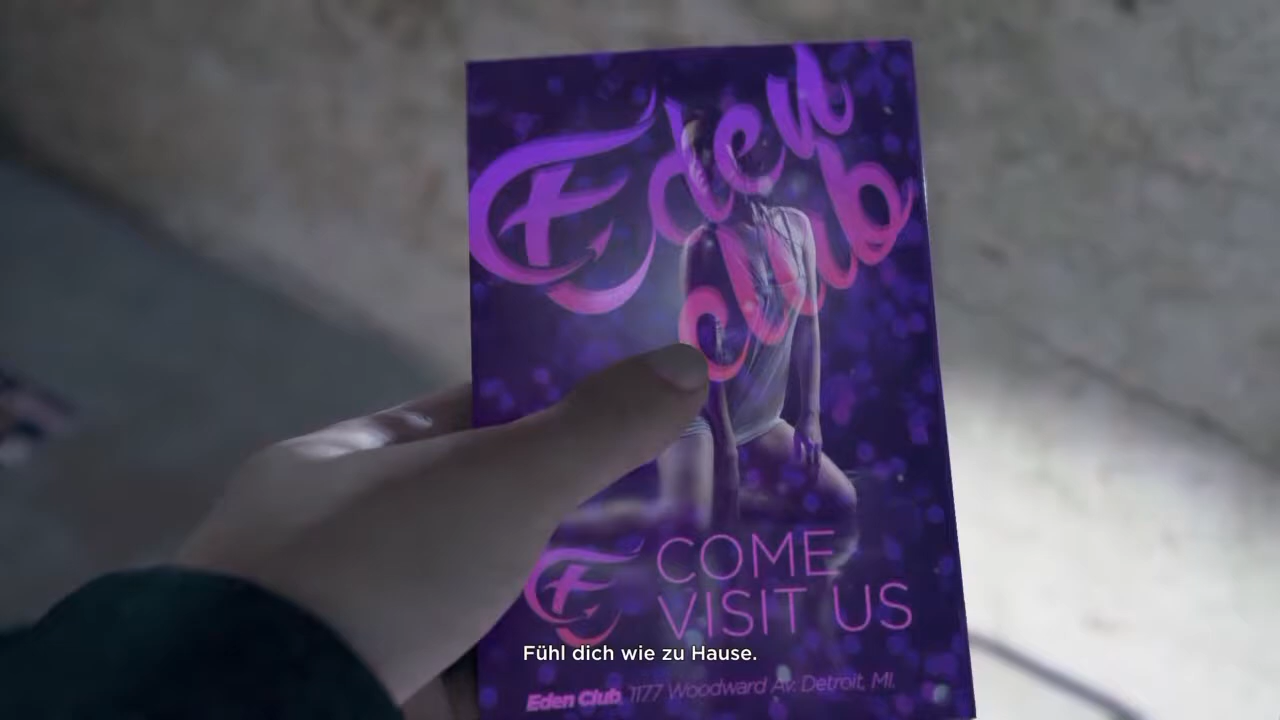 Eden
club
COME
VISIT US
Fühl dich wie zu Hause.
Eden Club 1177 Woodward Av. Detroit, MI.